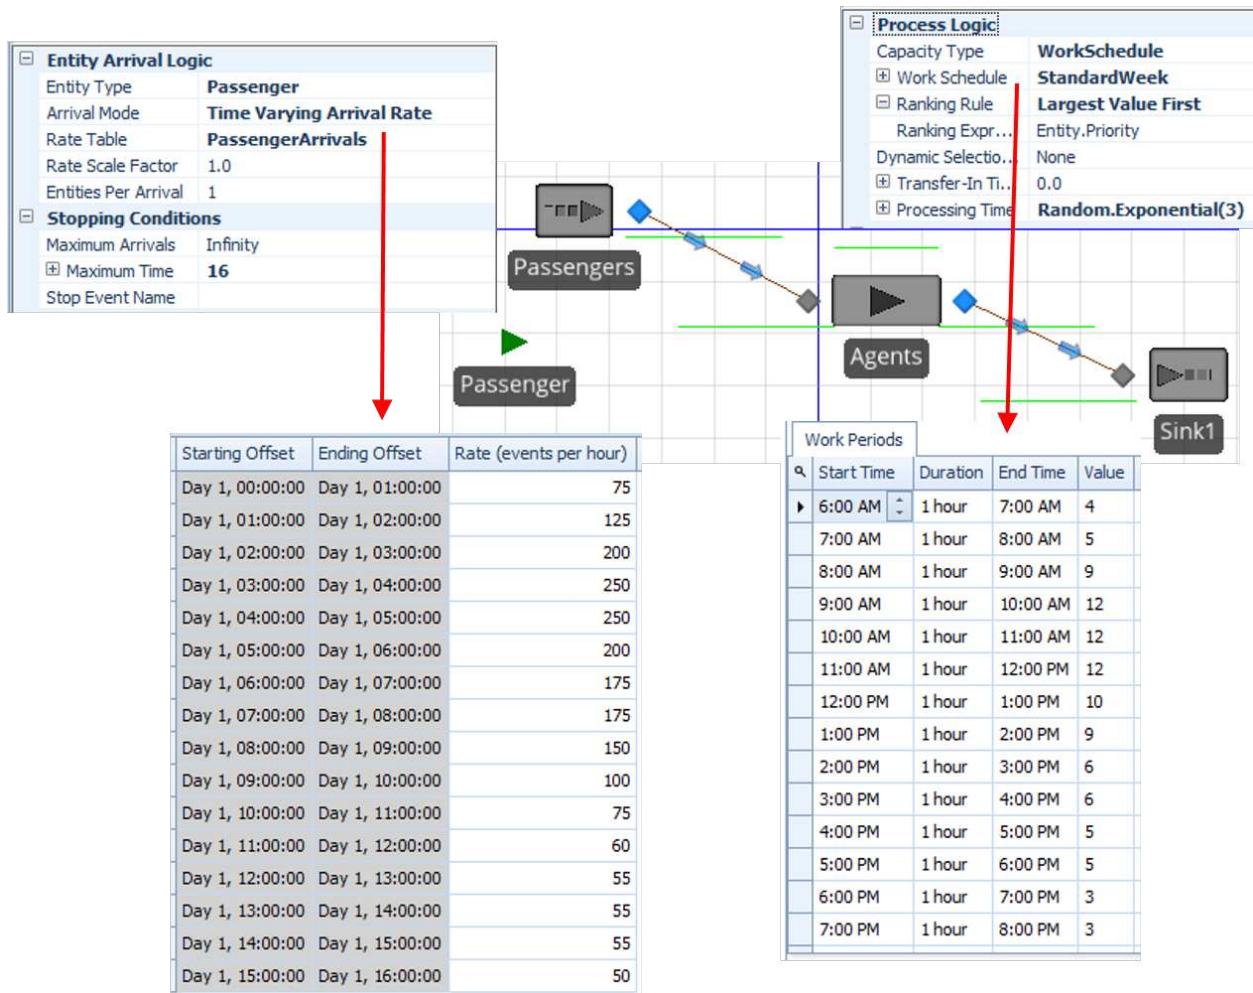 Entity Arrival Logic
Entity Type Passenger
Arrival Mode Time Varying Arrival Rate
Rate Table PassengerArrivals
Rate Scale Factor 1.0
Entities Per Arrival 1
Stopping Conditions
Maximum Arrivals Infinity
Maximum Time 16
Stop Event Name
Process Logic
Capacity Type WorkSchedule
Work Schedule StandardWeek
Ranking Rule Largest Value First
Ranking Expr... Entity.Priority
Dynamic Selectio... None
Transfer-In Ti... 0.0
Processing Time Random.Exponential(3)
Passengers
Passenger
Agents
Sink1
Starting Offset Ending Offset Rate (events per hour)
Day 1, 00:00:00 Day 1, 01:00:00 75
Day 1, 01:00:00 Day 1, 02:00:00 125
Day 1, 02:00:00 Day 1, 03:00:00 200
Day 1, 03:00:00 Day 1, 04:00:00 250
Day 1, 04:00:00 Day 1, 05:00:00 250
Day 1, 05:00:00 Day 1, 06:00:00 200
Day 1, 06:00:00 Day 1, 07:00:00 175
Day 1, 07:00:00 Day 1, 08:00:00 175
Day 1, 08:00:00 Day 1, 09:00:00 150
Day 1, 09:00:00 Day 1, 10:00:00 100
Day 1, 10:00:00 Day 1, 11:00:00 75
Day 1, 11:00:00 Day 1, 12:00:00 60
Day 1, 12:00:00 Day 1, 13:00:00 55
Day 1, 13:00:00 Day 1, 14:00:00 55
Day 1, 14:00:00 Day 1, 15:00:00 55
Day 1, 15:00:00 Day 1, 16:00:00 50
Work Periods
Start Time Duration End Time Value
6:00 AM 1 hour 7:00 AM 4
7:00 AM 1 hour 8:00 AM 5
8:00 AM 1 hour 9:00 AM 9
9:00 AM 1 hour 10:00 AM 12
10:00 AM 1 hour 11:00 AM 12
11:00 AM 1 hour 12:00 PM 12
12:00 PM 1 hour 1:00 PM 10
1:00 PM 1 hour 2:00 PM 9
2:00 PM 1 hour 3:00 PM 6
3:00 PM 1 hour 4:00 PM 6
4:00 PM 1 hour 5:00 PM 5
5:00 PM 1 hour 6:00 PM 5
6:00 PM 1 hour 7:00 PM 3
7:00 PM 1 hour 8:00 PM 3